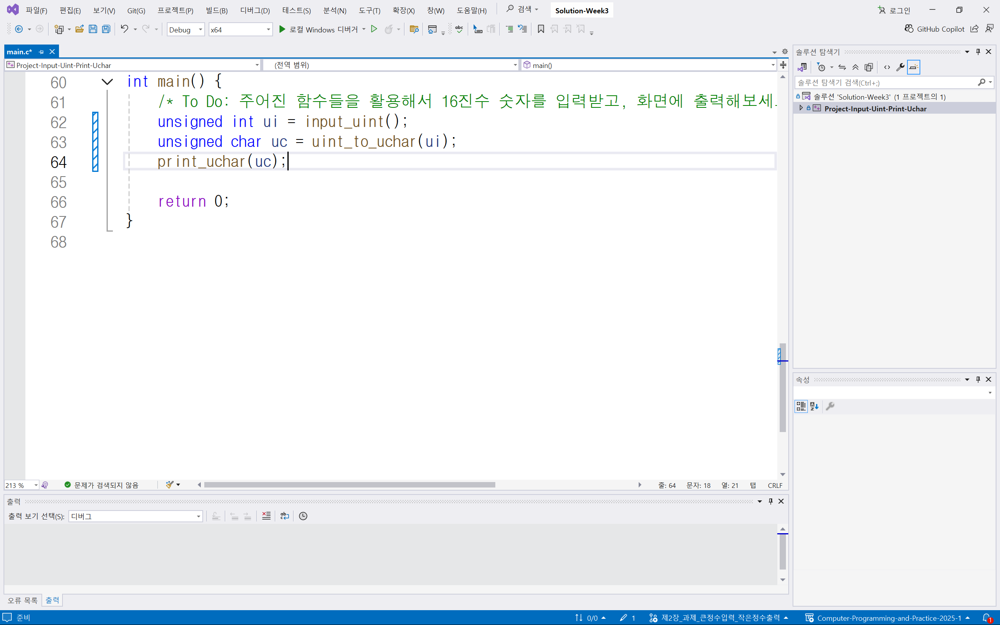 파일(F) 편집(E) 보기(V) Git(G) 프로젝트(P) 빌드(B) 디버그(D) 테스트(S) 분석(N) 도구(T) 확장(X) 창(W) 도움말(H) 검색 Solution-Week3 로그인
Debug x64 로컬 Windows 디버거 abc GitHub Copilot
main.c*
Project-Input-Uint-Print-Uchar (전역 범위) main()
60 int main() {
61 /* To Do: 주어진 함수들을 활용해서 16진수 숫자를 입력받고, 화면에 출력해보세
62 unsigned int ui = input_uint();
63 unsigned char uc = uint_to_uchar(ui);
64 print_uchar(uc);
65
66 return 0;
67 }
68
213 % 문제가 검색되지 않음 줄: 64 문자: 18 열: 21 탭 CRLF
출력
출력 보기 선택(S): 디버그
오류 목록 출력
솔루션 탐색기
솔루션 탐색기 검색(Ctrl+;)
솔루션 'Solution-Week3' (1 프로젝트의 1)
Project-Input-Uint-Print-Uchar
속성
준비 0/0 1 제2장_과제_큰정수입력_작은정수출력 Computer-Programming-and-Practice-2025-1 1